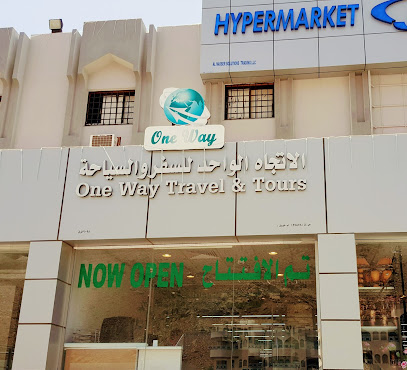 HYPERMARKET
One Way
الاتجاه الواحد للسفر والسياحة
One Way Travel & Tours
NOW OPEN تم الافتتاح